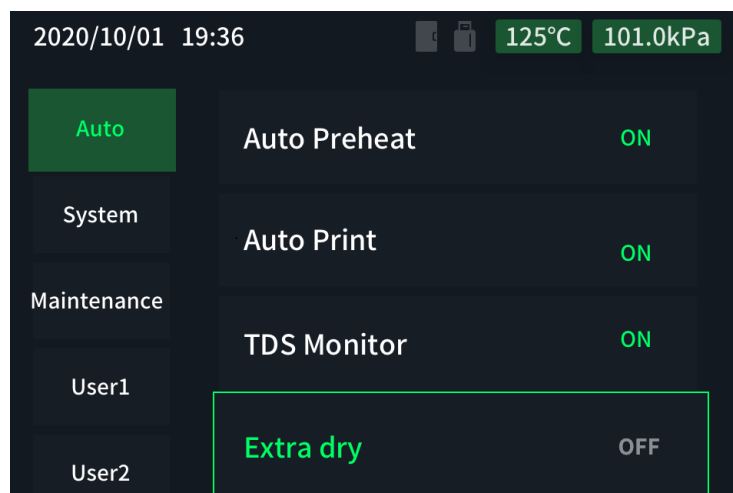 2020/10/01 19:36 125°C 101.0kPa
Auto
System
Maintenance
User1
User2
Auto Preheat ON
Auto Print ON
TDS Monitor ON
Extra dry OFF